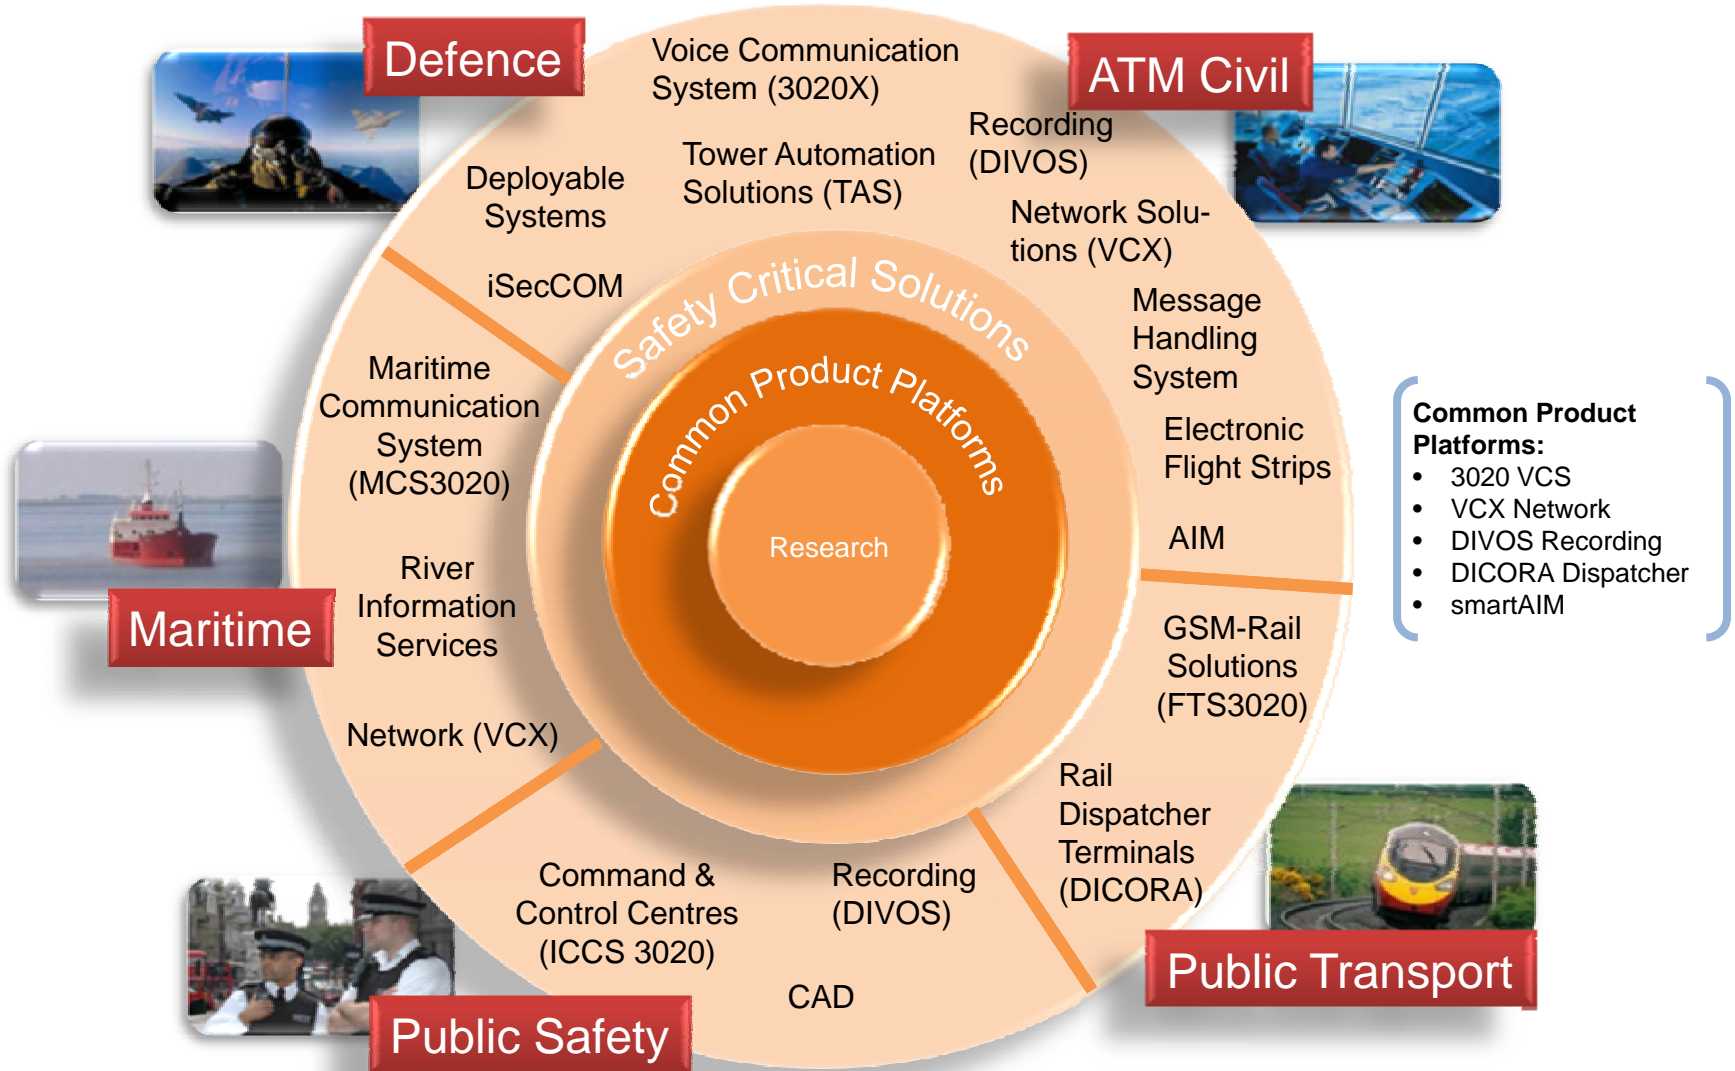 Defence
ATM Civil
Voice Communication
System (3020X)
Recording
(DIVOS)
Tower Automation
Solutions (TAS)
Deployable
Systems
Network Solu-
tions (VCX)
iSecCOM
Message
Handling
System
Electronic
Flight Strips
AIM
Safety Critical Solutions
Common Product Platforms
Research
Maritime
Communication
System
(MCS3020)
River
Information
Services
Network (VCX)
Maritime
GSM-Rail
Solutions
(FTS3020)
Rail
Dispatcher
Terminals
(DICORA)
Public Transport
Command &
Control Centres
(ICCS 3020)
Recording
(DIVOS)
CAD
Public Safety
Common Product
Platforms:
• 3020 VCS
• VCX Network
• DIVOS Recording
• DICORA Dispatcher
• smartAIM